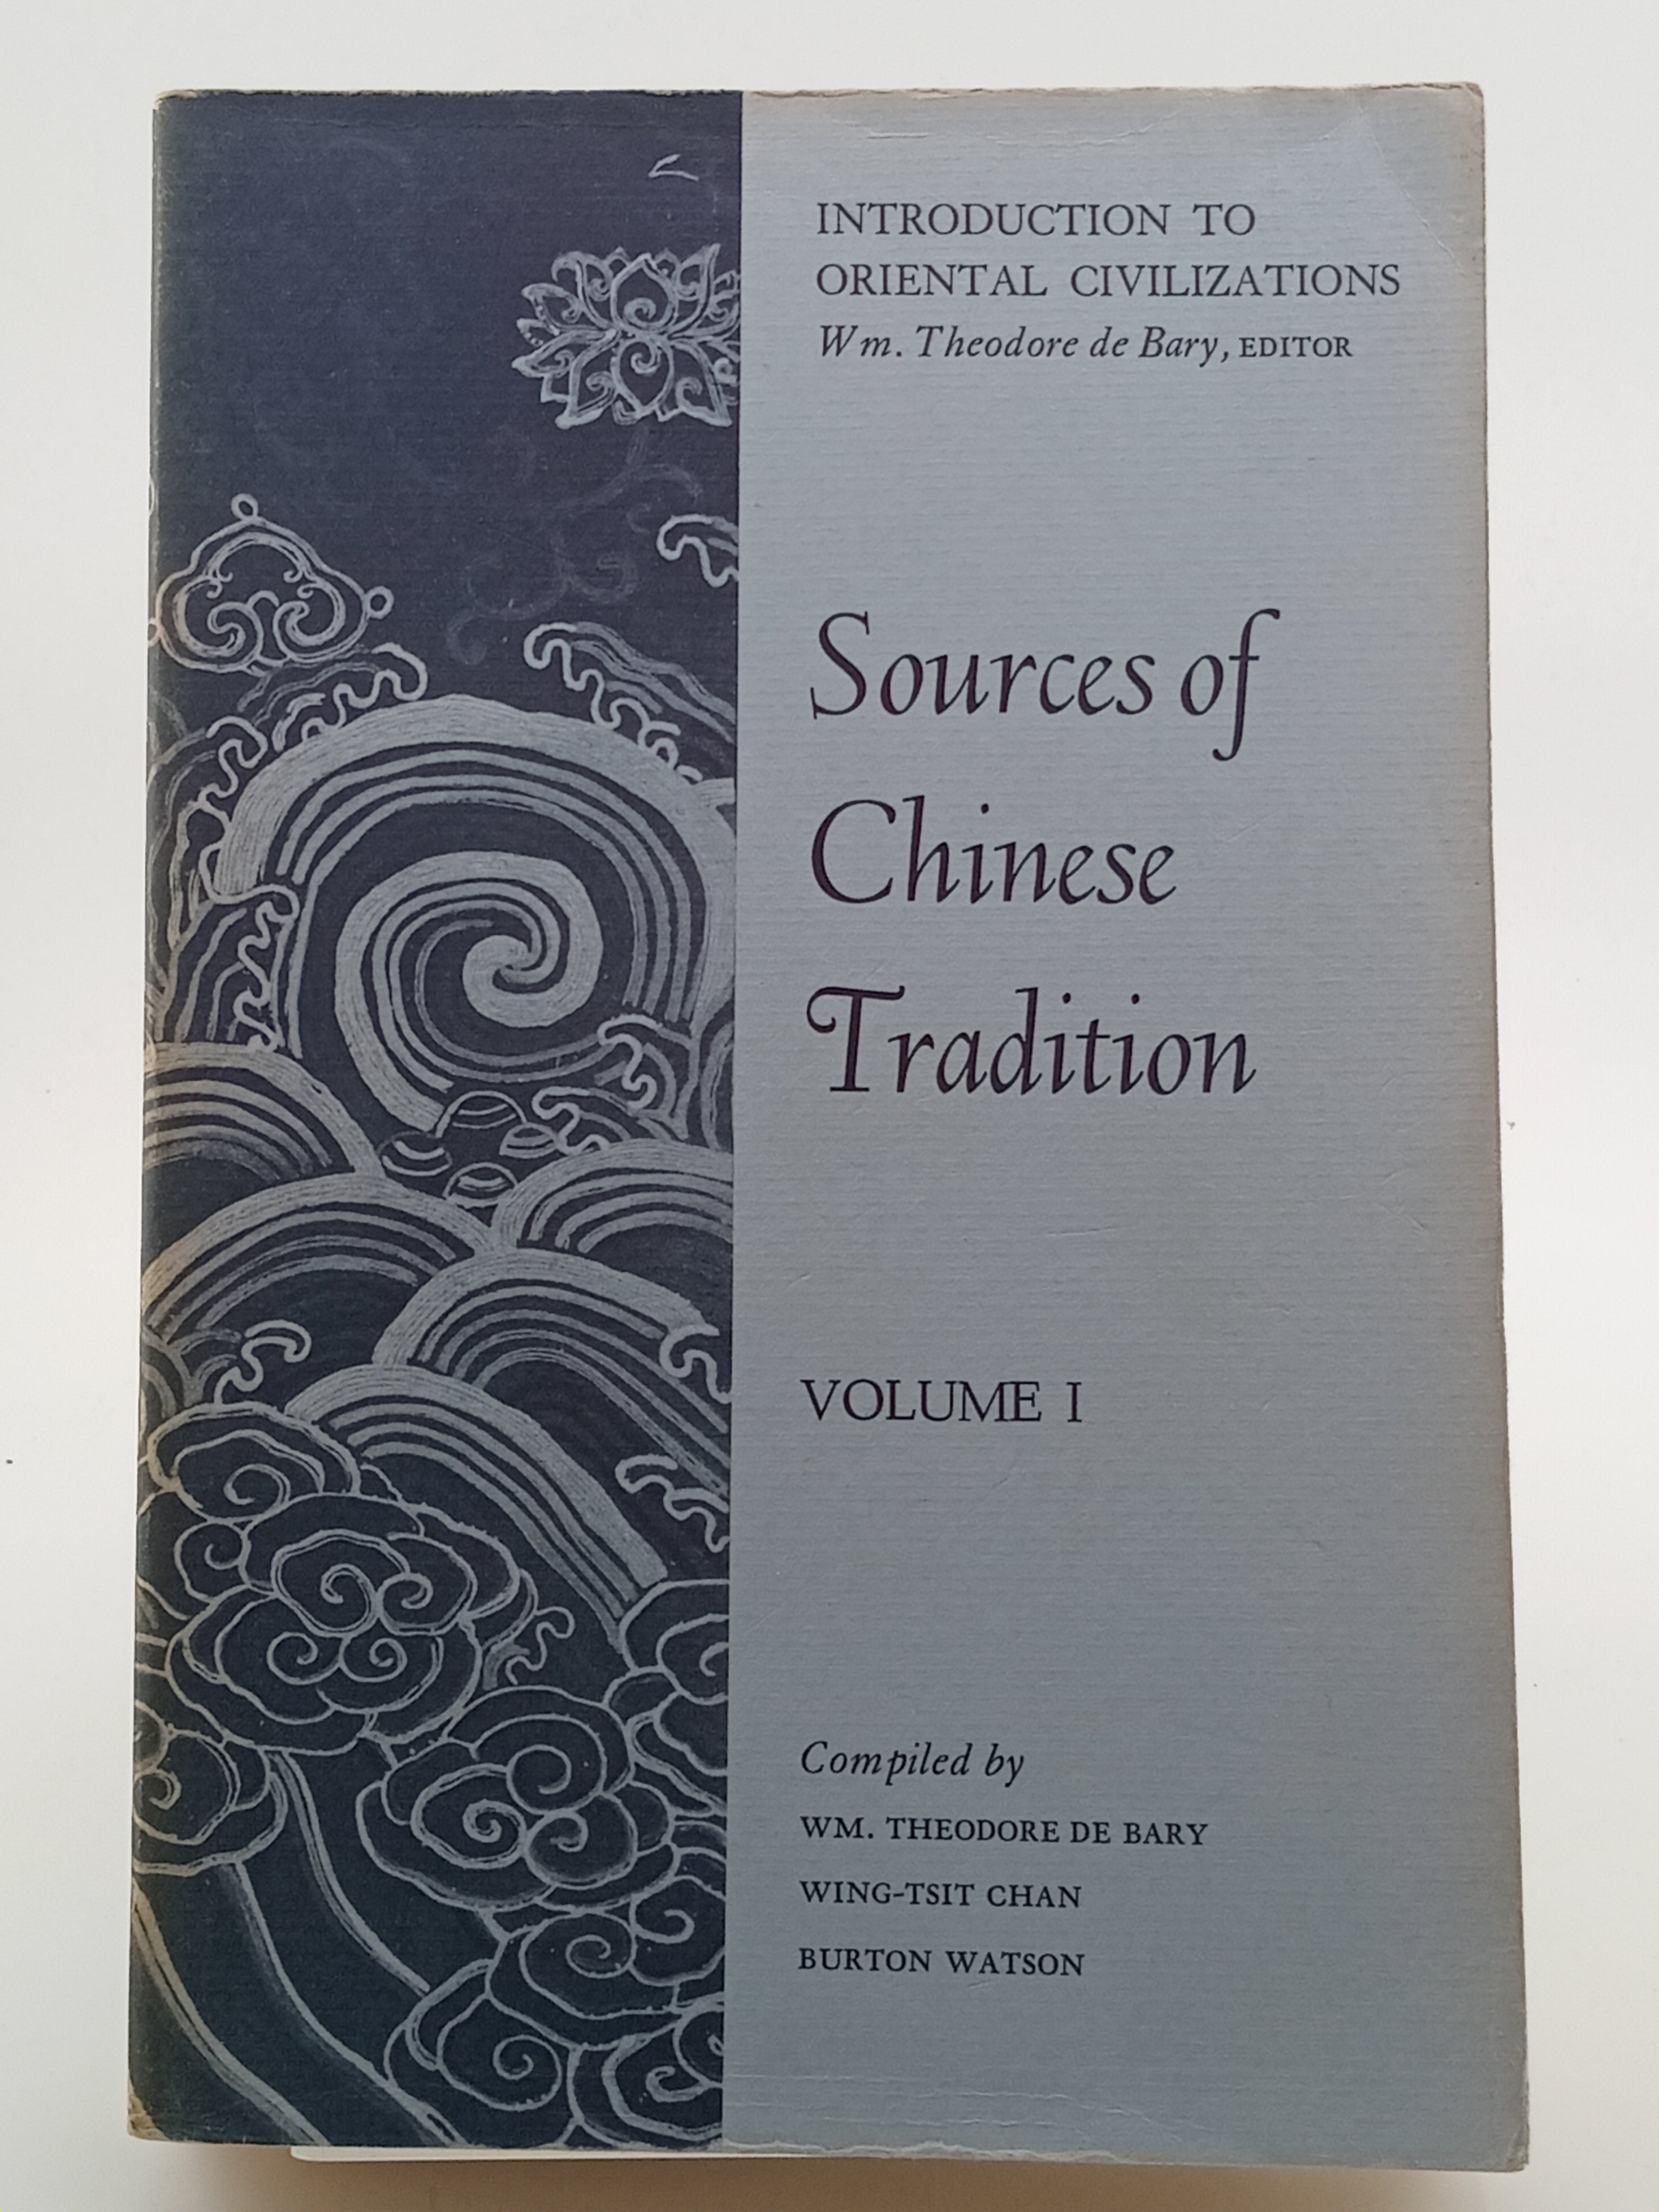 INTRODUCTION TO
ORIENTAL CIVILIZATIONS
Wm. Theodore de Bary, EDITOR
Sources of
Chinese
Tradition
VOLUME I
Compiled by
WM. THEODORE DE BARY
WING-TSIT CHAN
BURTON WATSON